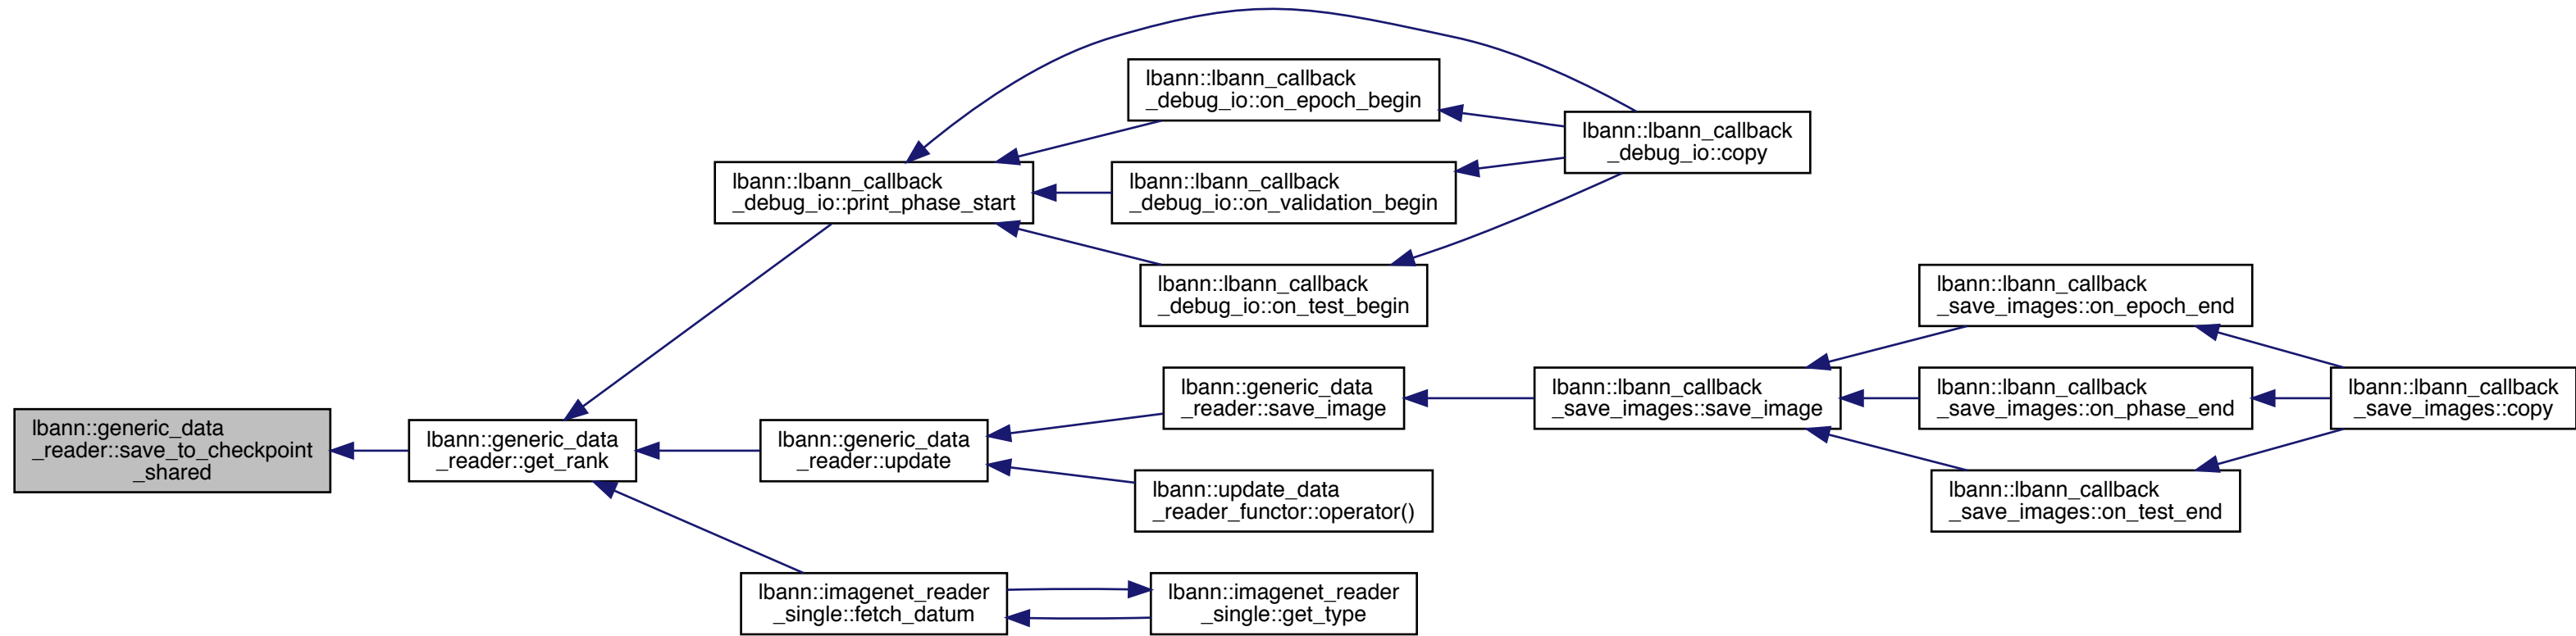 lbann::generic_data
_reader::save_to_checkpoint
_shared
lbann::generic_data
_reader::get_rank
lbann::lbann_callback
_debug_io::print_phase_start
lbann::lbann_callback
_debug_io::on_epoch_begin
lbann::lbann_callback
_debug_io::on_validation_begin
lbann::lbann_callback
_debug_io::on_test_begin
lbann::lbann_callback
_debug_io::copy
lbann::generic_data
_reader::update
lbann::generic_data
_reader::save_image
lbann::update_data
_reader_functor::operator()
lbann::lbann_callback
_save_images::save_image
lbann::lbann_callback
_save_images::on_epoch_end
lbann::lbann_callback
_save_images::on_phase_end
lbann::lbann_callback
_save_images::on_test_end
lbann::lbann_callback
_save_images::copy
lbann::imagenet_reader
_single::fetch_datum
lbann::imagenet_reader
_single::get_type